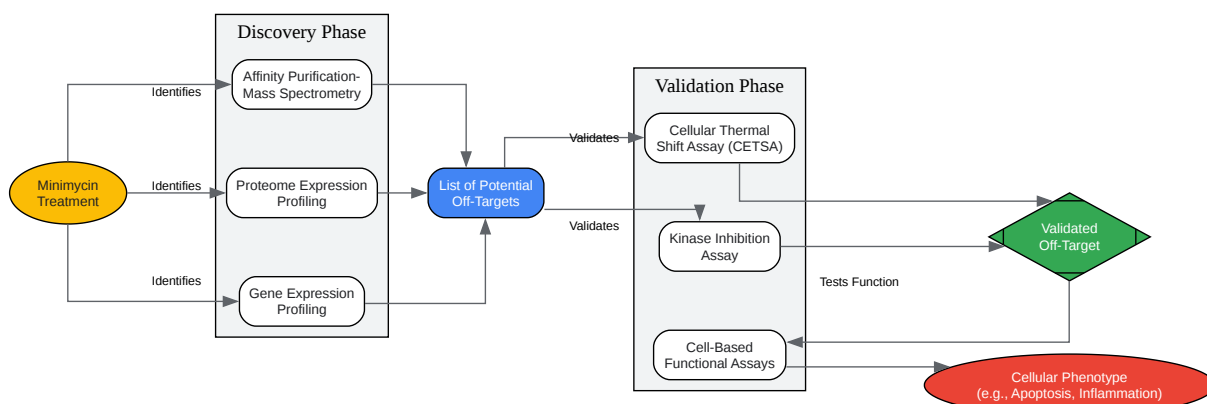 Discovery Phase
Affinity Purification-
Mass Spectrometry
Identifies
Minimycin
Treatment
Identifies
Proteome Expression
Profiling
Identifies
Gene Expression
Profiling
List of Potential
Off-Targets
Validates
Validates
Validation Phase
Cellular Thermal
Shift Assay (CETSA)
Kinase Inhibition
Assay
Cell-Based
Functional Assays
Validated
Off-Target
Tests Function
Cellular Phenotype
(e.g., Apoptosis, Inflammation)